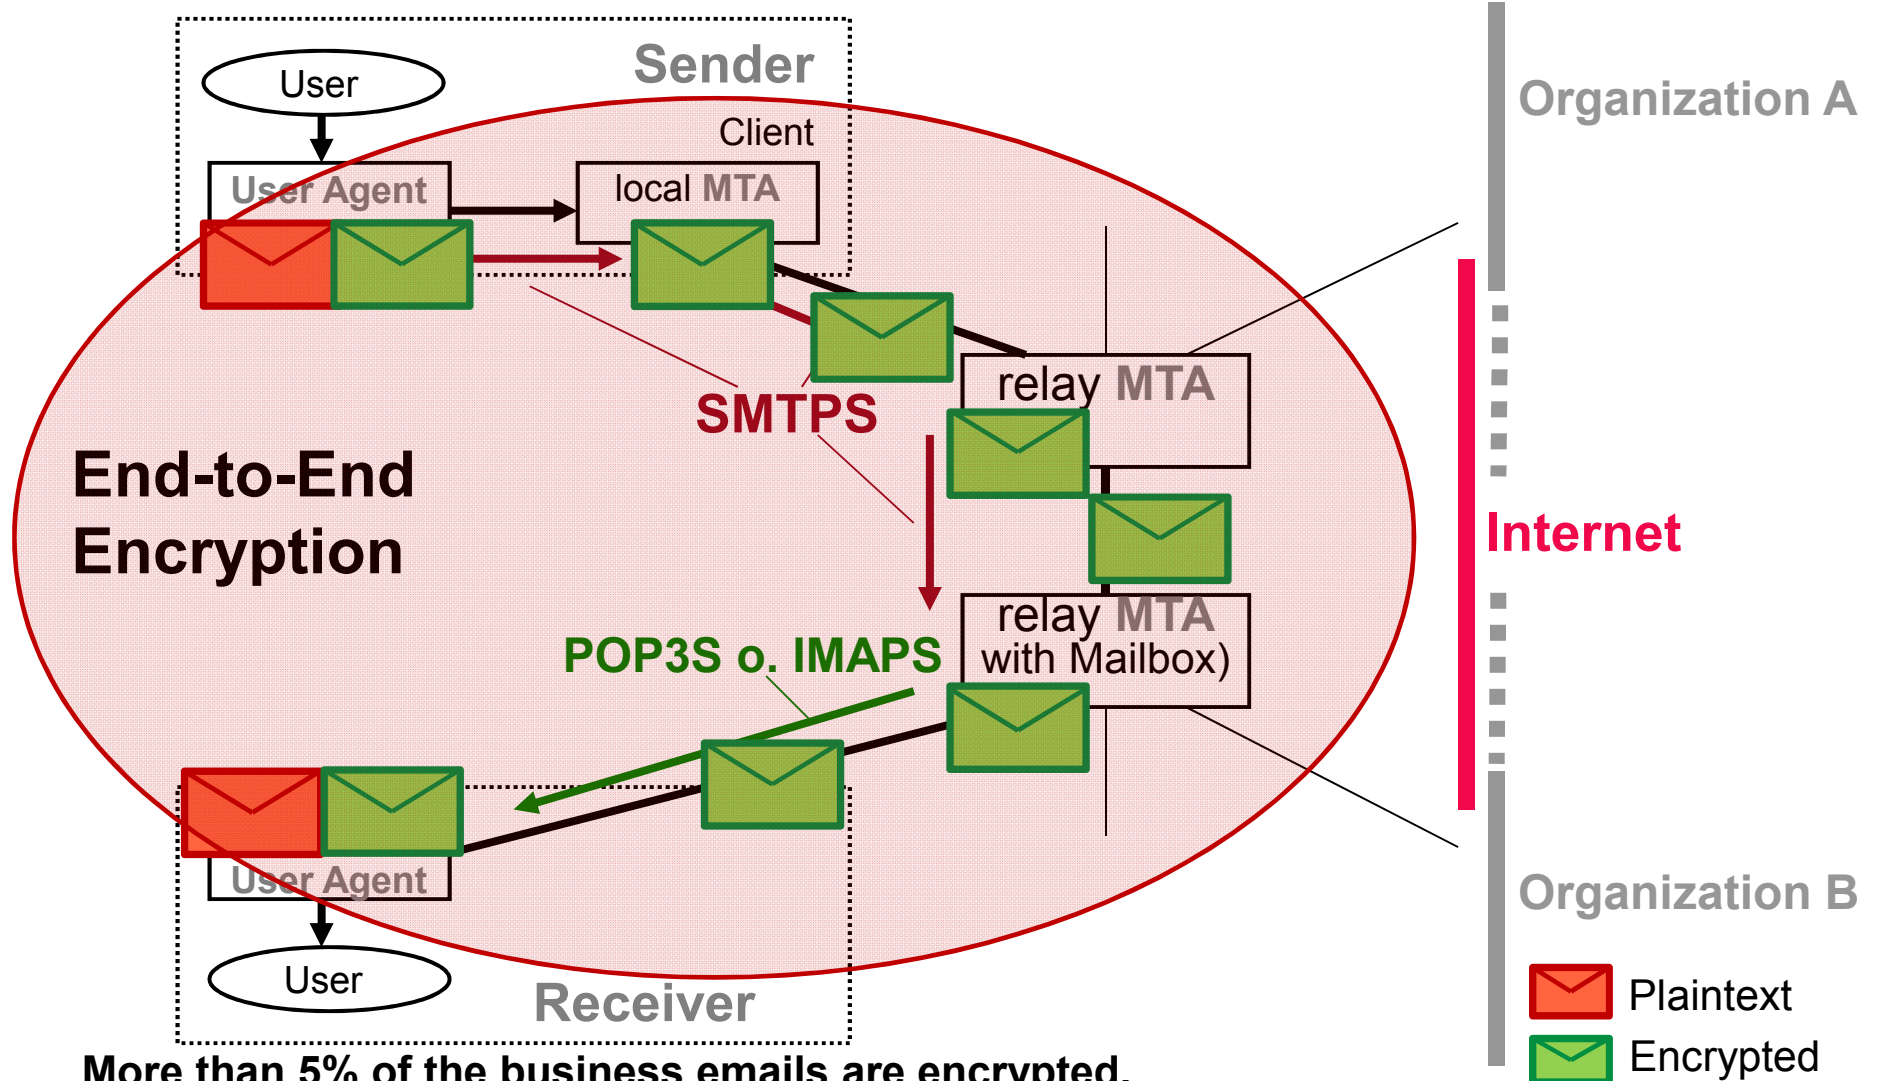 Sender
User
Organization A
Client
User Agent
local MTA
relay MTA
SMTPS
End-to-End
Encryption
Internet
relay MTA
with Mailbox)
POP3S o. IMAPS
User Agent
Organization B
User
Receiver
Plaintext
Encrypted
More than 5% of the business emails are encrypted.